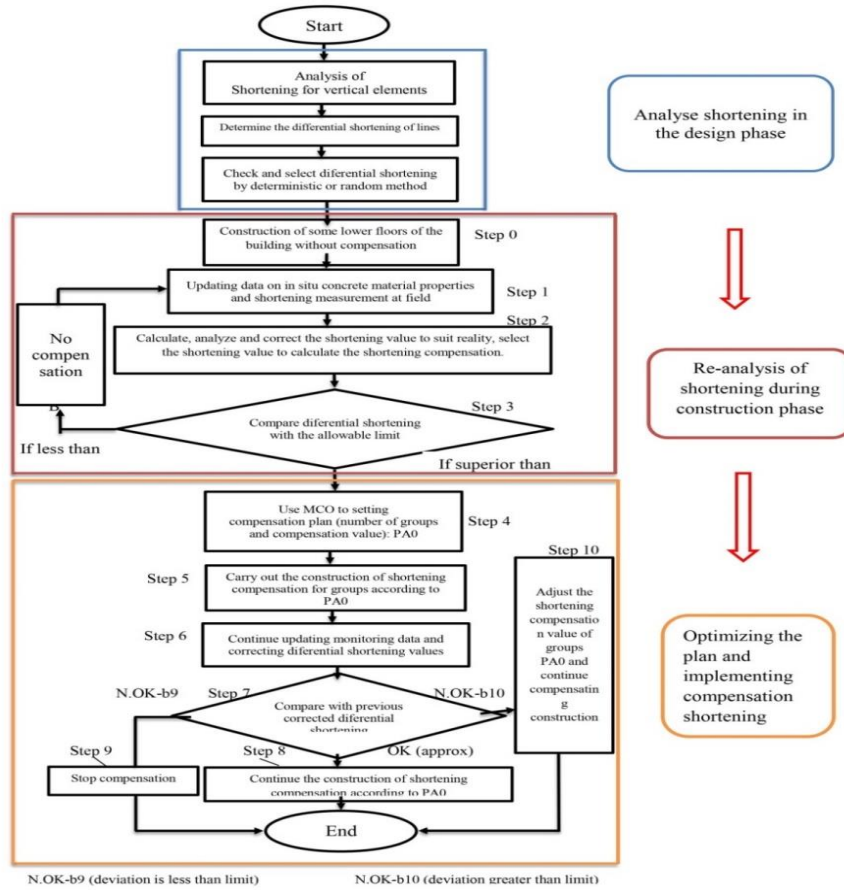 Start
Analysis of
Shortening for vertical elements
Determine the differential shortening of lines
Check and select diferential shortening
by deterministic or random method
Analyse shortening in
the design phase
Construction of some lower floors of the
building without compensation
Step 0
Updating data on in situ concrete material properties
and shortening measurement at field
Step 1
Step 2
Calculate, analyze and correct the shortening value to suit reality, select
the shortening value to calculate the shortening compensation.
No
compen
sation
Step 3
Compare diferential shortening
with the allowable limit
If less than
If superior than
Re-analysis of
shortening during
construction phase
Use MCO to setting
compensation plan (number of groups
and compensation value): PA0
Step 4
Step 5
Carry out the construction of shortening
compensation for groups according to
PA0
Step 6
Continue updating monitoring data and
correcting diferential shortening values
Step 10
Adjust the
shortening
compensatio
n value of
groups
PA0 and
continue
compensatin
g
construction
N.OK-b9
Step 7
N.OK-b10
Compare with previous
corrected diferential
shortening
Step 9
Stop compensation
Step 8
OK (approx)
Continue the construction of shortening
compensation according to PA0
End
Optimizing the
plan and
implementing
compensation
shortening
N.OK-b9 (deviation is less than limit)
N.OK-b10 (deviation greater than limit)